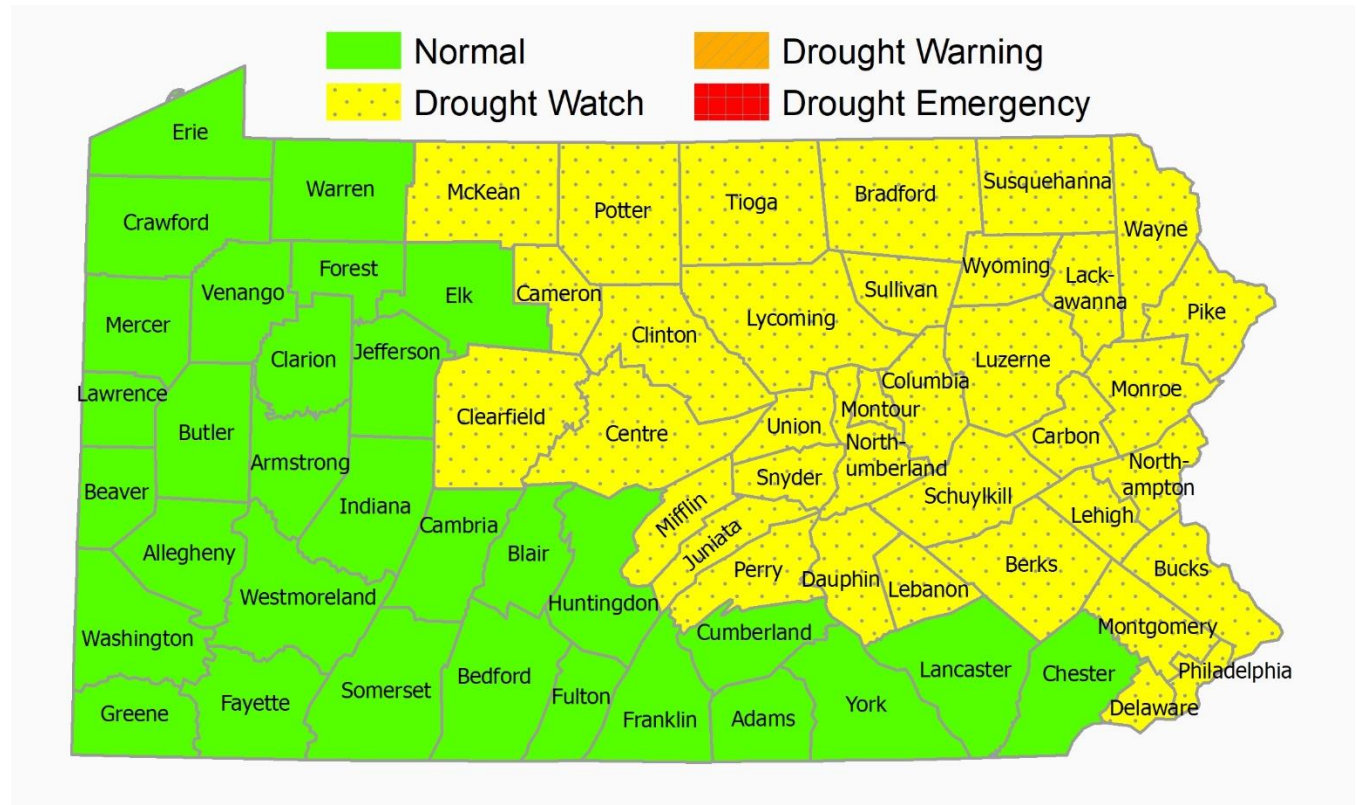 Normal
Drought Warning
Drought Watch
Drought Emergency
Erie
Warren
McKean
Potter
Tioga
Bradford
Susquehanna
Wayne
Crawford
Forest
Venango
Elk
Cameron
Wyoming
Lack-
awanna
Sullivan
Pike
Mercer
Lycoming
Clinton
Clarion
Jefferson
Luzerne
Columbia
Monroe
Lawrence
Clearfield
Montour
Butler
Centre
Union
Carbon
North-
umberland
Armstrong
Snyder
North-
ampton
Beaver
Indiana
Schuylkill
Lehigh
Mifflin
Cambria
Allegheny
Blair
Juniata
Perry
Dauphin
Lebanon
Berks
Bucks
Westmoreland
Huntingdon
Washington
Cumberland
Montgomery
Lancaster
Chester
Philadelphia
Somerset
Bedford
Fulton
Fayette
Greene
Franklin
Adams
York
Delaware